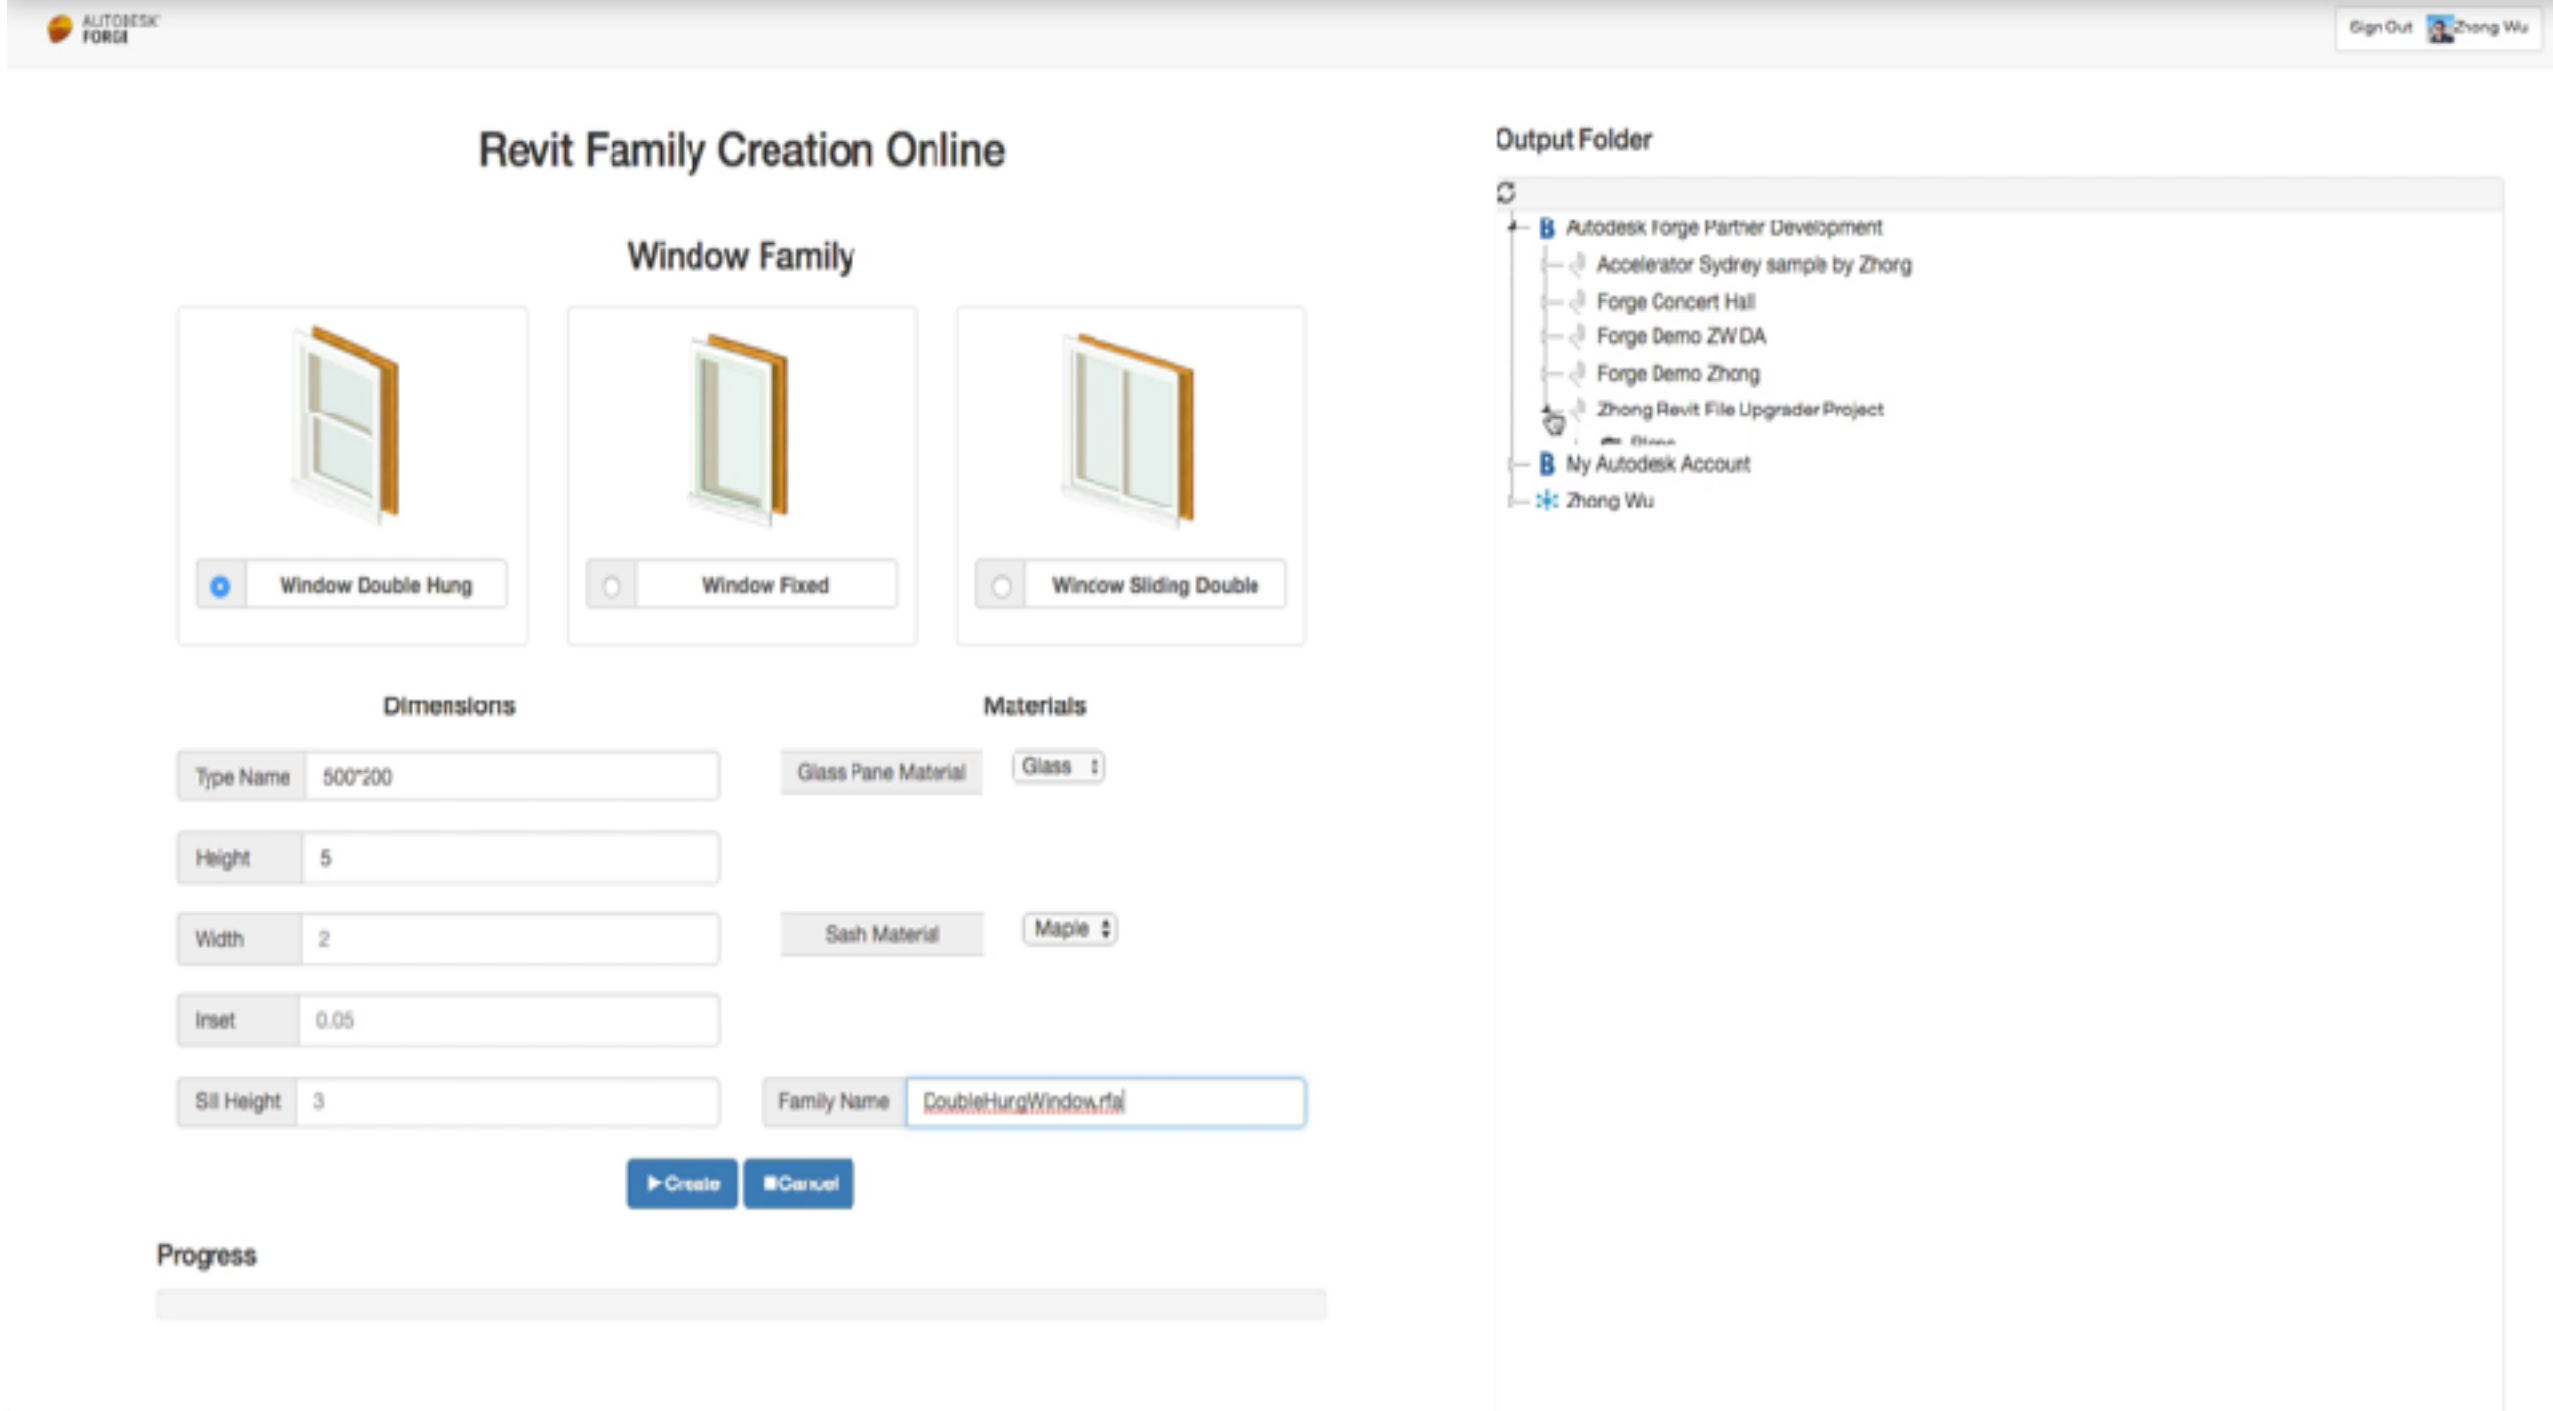 AUTODESK
FORGE
Sign Out Zhong Wu
Revit Family Creation Online
Window Family
Window Double Hung
Window Fixed
Window Sliding Double
Dimensions
Materials
Type Name 500*200
Glass Pane Material Glass
Height 5
Width 2
Sash Material Maple
Inset 0.05
Sill Height 3
Family Name DoubleHungWindow.rfa
Create Cancel
Progress
Output Folder
Autodesk Forge Partner Development
Accelerator Sydney sample by Zhong
Forge Concert Hall
Forge Demo ZW DA
Forge Demo Zhong
Zhong Revit File Upgrader Project
My Autodesk Account
Zhong Wu